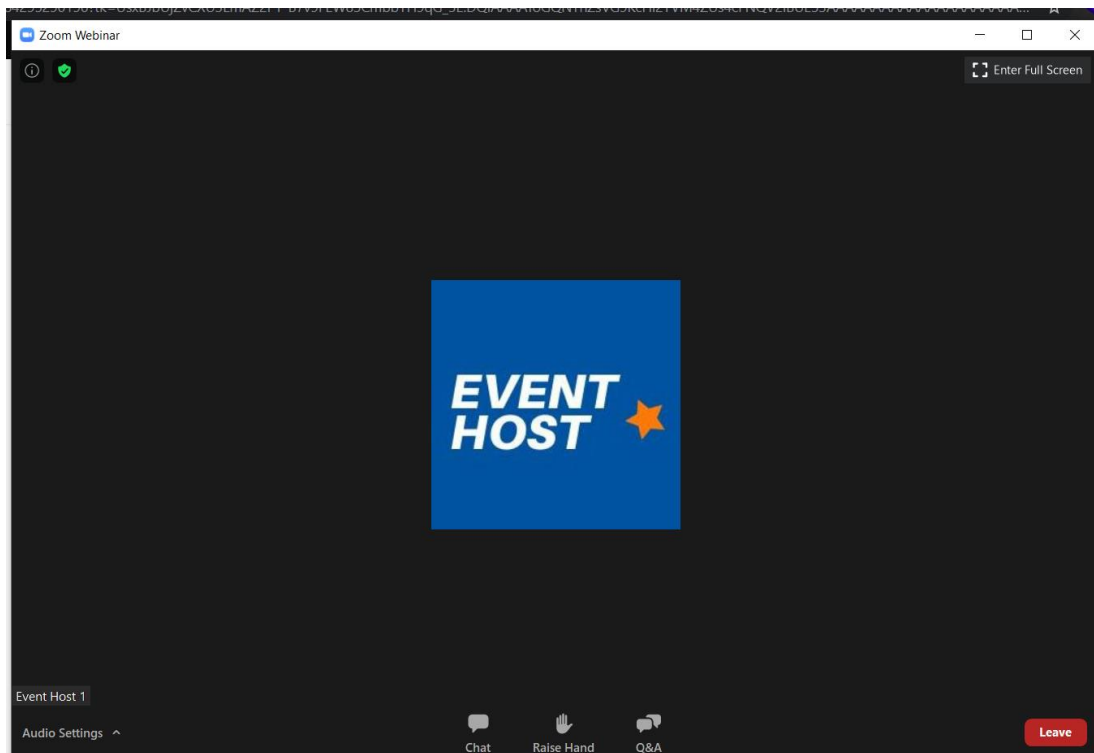 Zoom Webinar
Enter Full Screen
EVENT
HOST
Event Host 1
Audio Settings
Chat
Raise Hand
Q&A
Leave